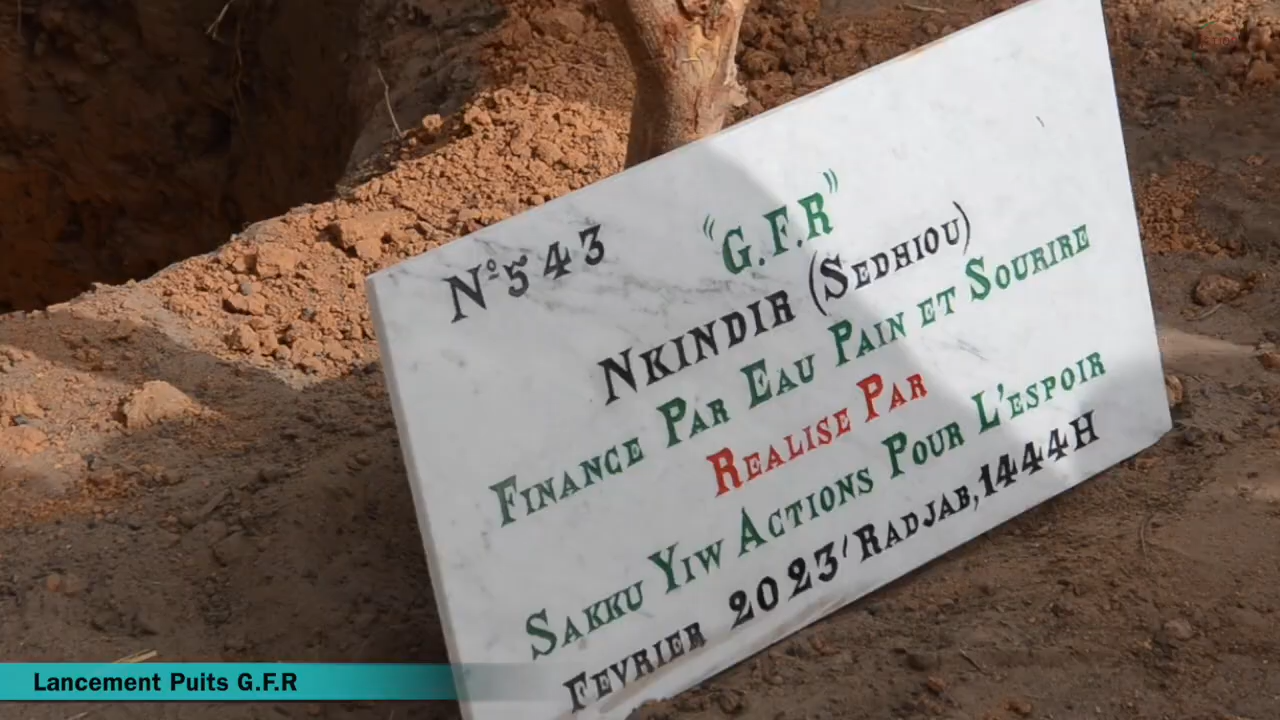 N°543
"G.F.R"
NKINDIR (SEDHIOU)
FINANCE PAR EAU PAIN ET SOURIRE
REALISE PAR
SAKKU YIW ACTIONS POUR L'ESPOIR
FEVRIER 2023/RADJAB,1444H
Lancement Puits G.F.R